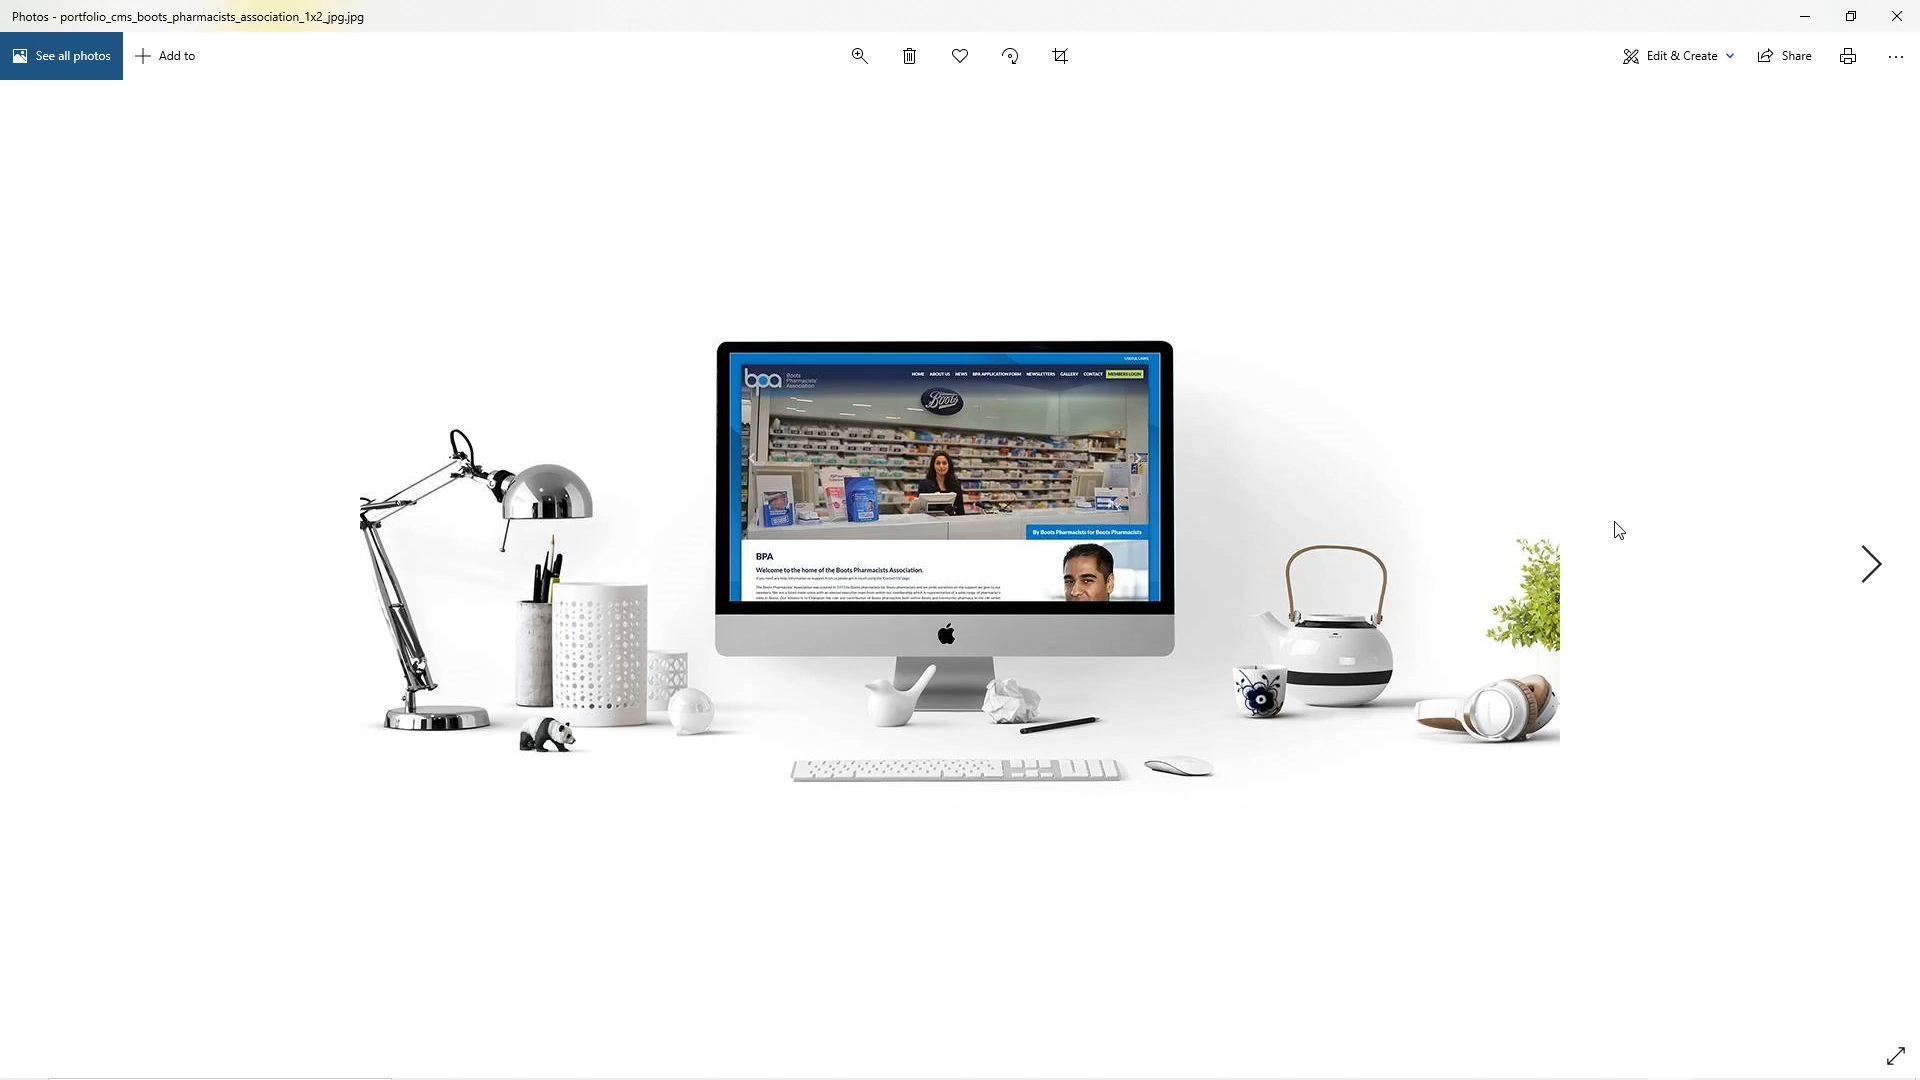 Photos - portfolio_cms_boots_pharmacists_association_1x2_jpg.jpg
See all photos
Add to
Edit & Create
Share
USEFUL LINKS
bpa Boots Pharmacists' Association
HOME ABOUT US NEWS BPA APPLICATION FORM NEWSLETTERS GALLERY CONTACT MEMBERS LOGIN
Boots
By Boots Pharmacists for Boots Pharmacists
BPA
Welcome to the home of the Boots Pharmacists Association.